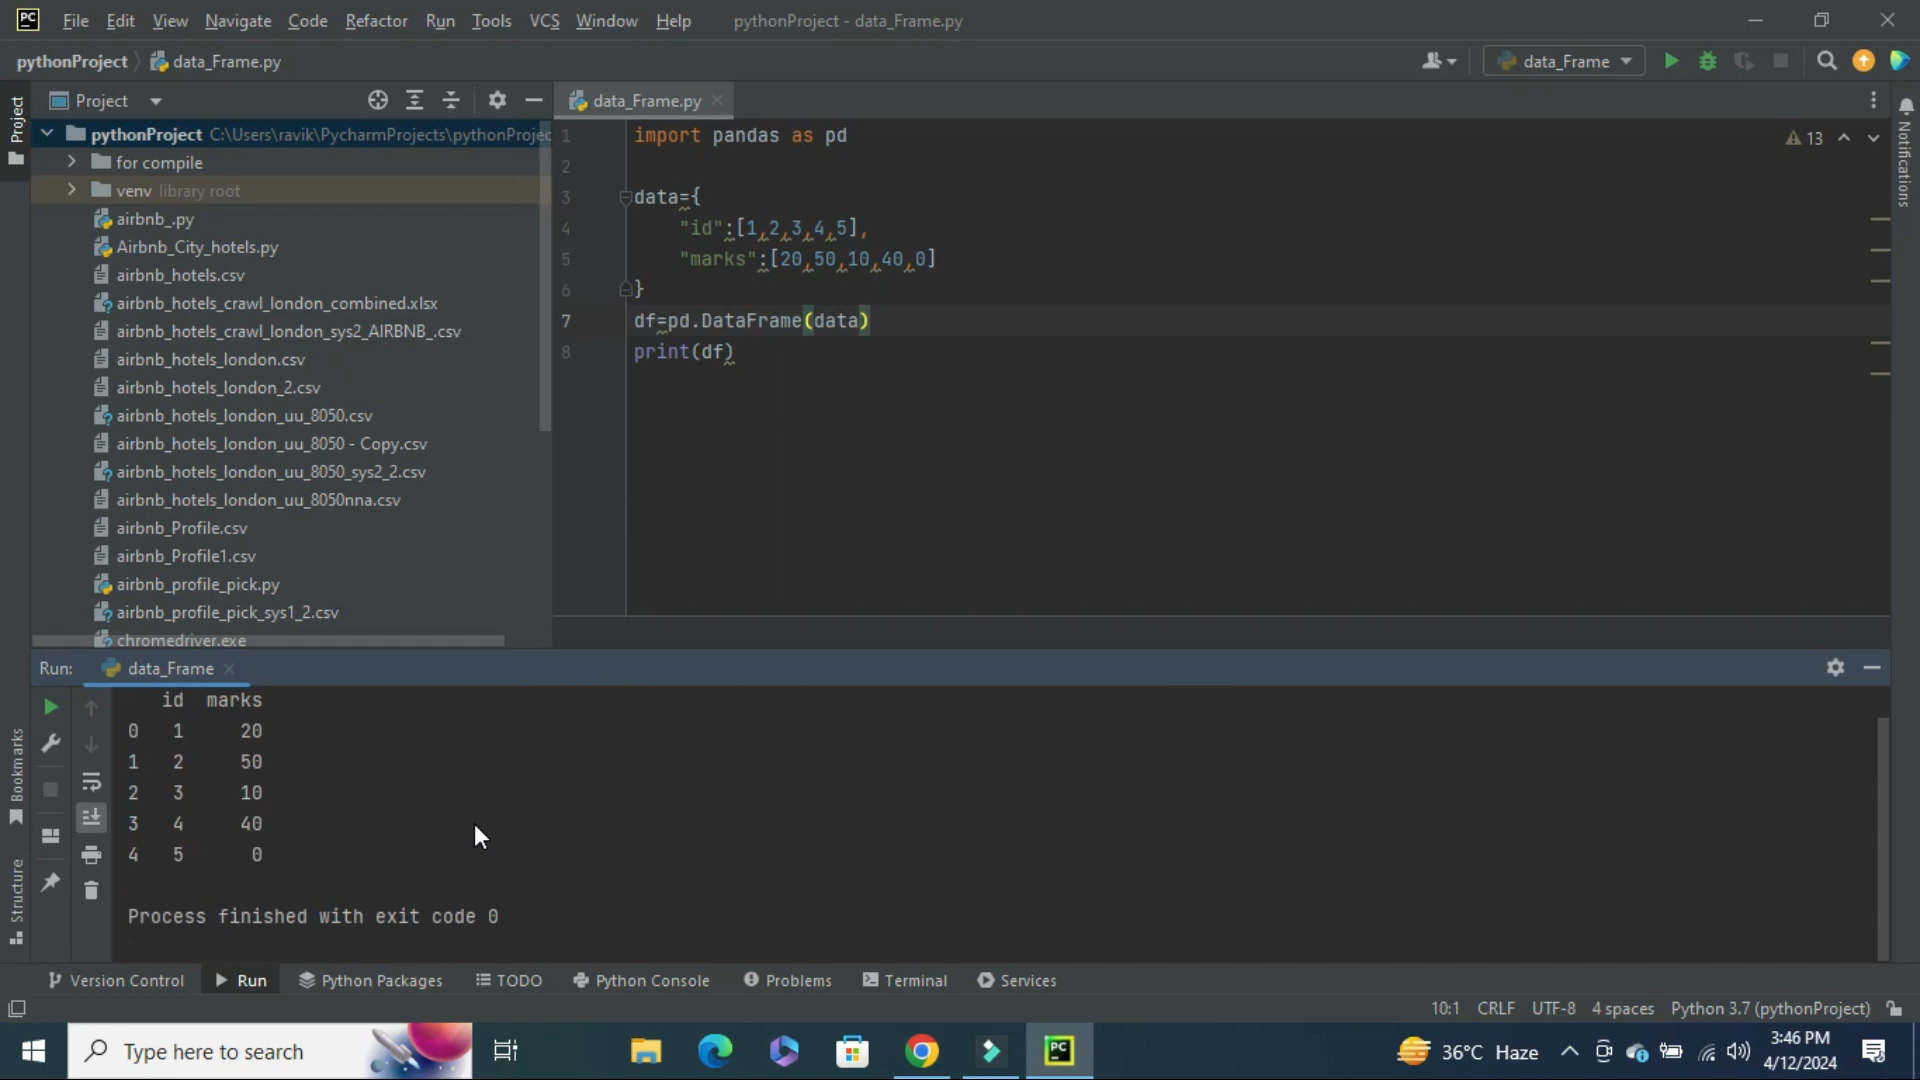 PC File Edit View Navigate Code Refactor Run Tools VCS Window Help pythonProject - data_Frame.py
pythonProject data_Frame.py data_Frame
Project data_Frame.py
Project
Notifications
Bookmarks
Structure
pythonProject C:\Users\ravik\PycharmProjects\pythonProjec
for compile
venv library root
airbnb_.py
Airbnb_City_hotels.py
airbnb_hotels.csv
airbnb_hotels_crawl_london_combined.xlsx
airbnb_hotels_crawl_london_sys2_AIRBNB_.csv
airbnb_hotels_london.csv
airbnb_hotels_london_2.csv
airbnb_hotels_london_uu_8050.csv
airbnb_hotels_london_uu_8050 - Copy.csv
airbnb_hotels_london_uu_8050_sys2_2.csv
airbnb_hotels_london_uu_8050nna.csv
airbnb_Profile.csv
airbnb_Profile1.csv
airbnb_profile_pick.py
airbnb_profile_pick_sys1_2.csv
chromedriver.exe
1 import pandas as pd
13
2
3 data={
4 "id":[1,2,3,4,5],
5 "marks":[20,50,10,40,0]
6 }
7 df=pd.DataFrame(data)
8 print(df)
Run: data_Frame
id marks
0 1 20
1 2 50
2 3 10
3 4 40
4 5 0
Process finished with exit code 0
Version Control Run Python Packages TODO Python Console Problems Terminal Services
10:1 CRLF UTF-8 4 spaces Python 3.7 (pythonProject)
Type here to search PC 36°C Haze 3:46 PM
4/12/2024